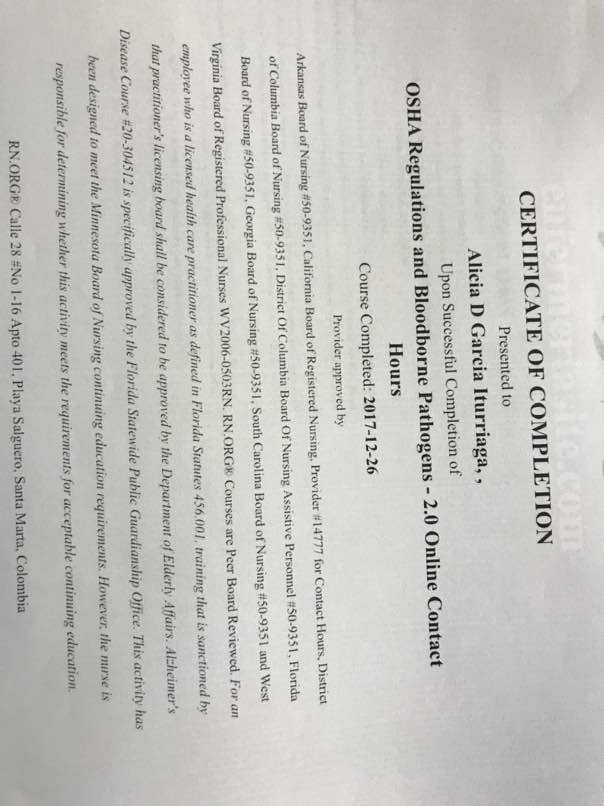 CERTIFICATE OF COMPLETION
Presented to
Alicia D Garcia Iturriaga, ,
Upon Successful Completion of
OSHA Regulations and Bloodborne Pathogens - 2.0 Online Contact
Hours
Course Completed: 2017-12-26
Provider approved by
Arkansas Board of Nursing #50-9351, California Board of Registered Nursing, Provider #14777 for Contact Hours, District
of Columbia Board of Nursing #50-9351, District Of Columbia Board Of Nursing Assistive Personnel #50-9351, Florida
Board of Nursing #50-9351, Georgia Board of Nursing #50-9351, South Carolina Board of Nursing #50-9351 and West
Virginia Board of Registered Professional Nurses WV2006-0503RN. RN.ORG® Courses are Peer Board Reviewed. For an
employee who is a licensed health care practitioner as defined in Florida Statutes 456.001, training that is sanctioned by
that practitioner's licensing board shall be considered to be approved by the Department of Elderly Affairs. Alzheimer's
Disease Course #20-304512 is specifically approved by the Florida Statewide Public Guardianship Office. This activity has
been designed to meet the Minnesota Board of Nursing continuing education requirements. However, the nurse is
responsible for determining whether this activity meets the requirements for acceptable continuing education.
RN.ORG® Calle 28 #No 1-16 Apto 401, Playa Salguero, Santa Marta, Colombia